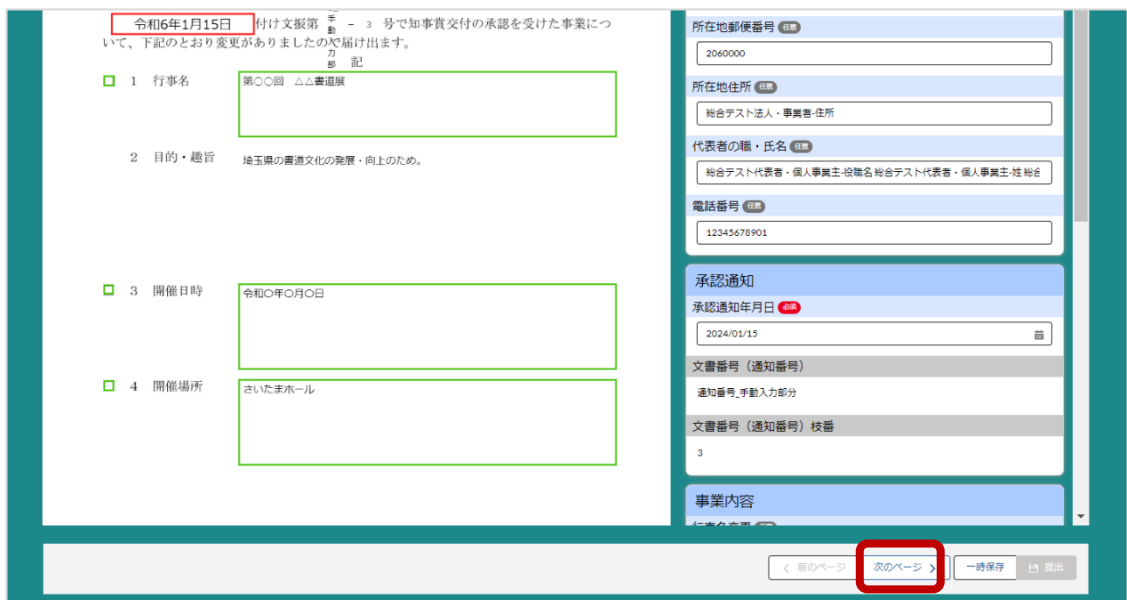 令和6年1月15日 付け文振第 手動入力部 － 3 号で知事賞交付の承認を受けた事業につ
いて、下記のとおり変更がありましたので届け出ます。
記
1 行事名 第〇〇回 △△書道展
2 目的・趣旨 埼玉県の書道文化の発展・向上のため。
3 開催日時 令和〇年〇月〇日
4 開催場所 さいたまホール
所在地郵便番号 任意
2060000
所在地住所 任意
総合テスト法人・事業者-住所
代表者の職・氏名 任意
総合テスト代表者・個人事業主-役職名 総合テスト代表者・個人事業主-姓 総合
電話番号 任意
12345678901
承認通知
承認通知年月日 必須
2024/01/15
文書番号（通知番号）
通知番号_手動入力部分
文書番号（通知番号）枝番
3
事業内容
行事名変更 任意
前のページ
次のページ
一時保存
提出